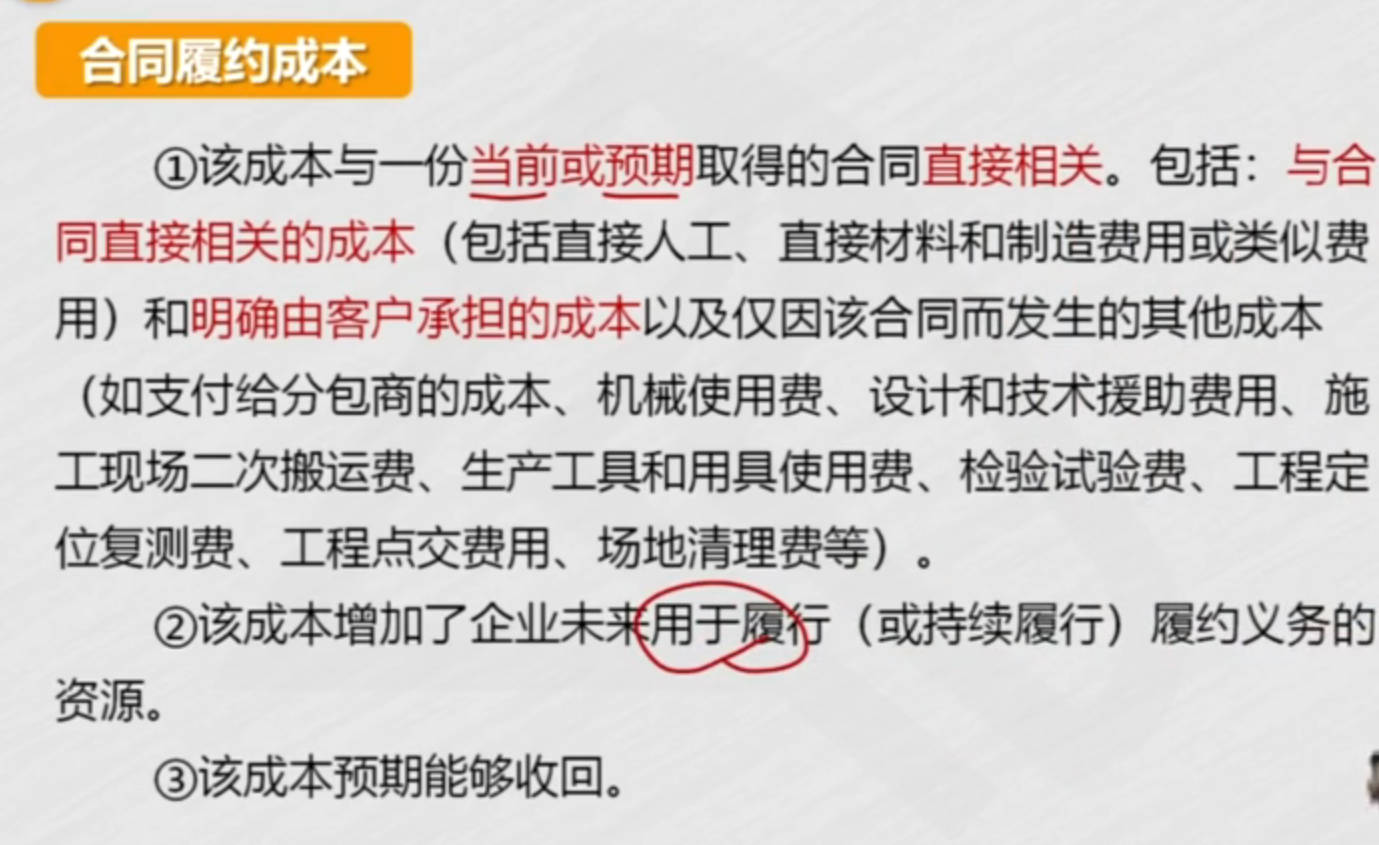 合同履约成本
①该成本与一份当前或预期取得的合同直接相关。包括：与合
同直接相关的成本（包括直接人工、直接材料和制造费用或类似费
用）和明确由客户承担的成本以及仅因该合同而发生的其他成本
（如支付给分包商的成本、机械使用费、设计和技术援助费用、施
工现场二次搬运费、生产工具和用具使用费、检验试验费、工程定
位复测费、工程点交费用、场地清理费等）。
②该成本增加了企业未来用于履行（或持续履行）履约义务的
资源。
③该成本预期能够收回。